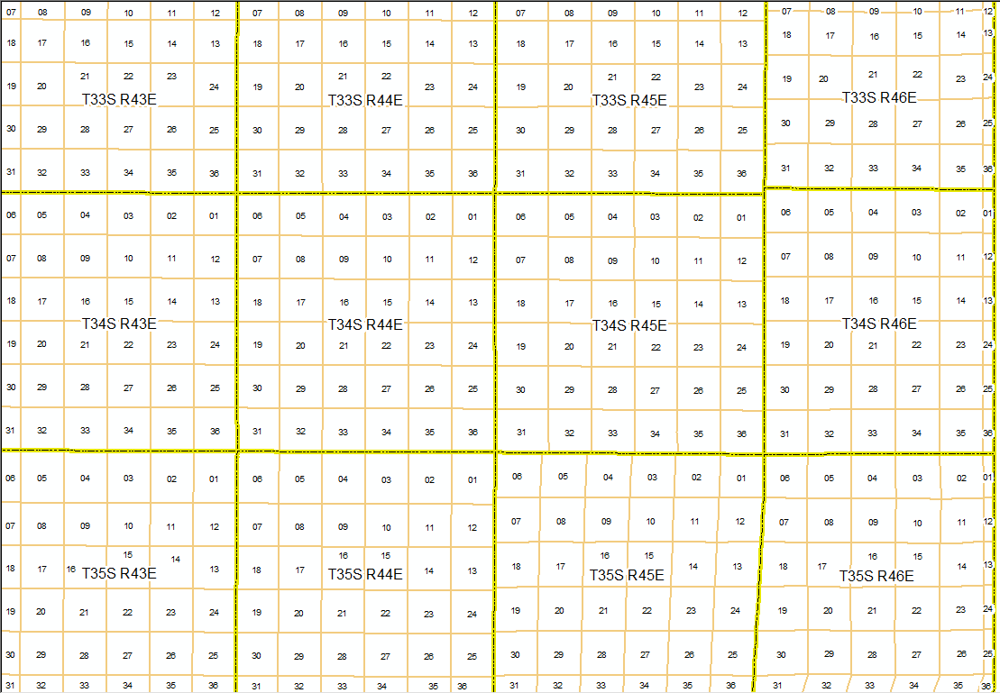 07 08 09 10 11 12 07 08 09 10 11 12 07 08 09 10 11 12 07 08 09 10 11 12
18 17 16 15 14 13 18 17 16 15 14 13 18 17 16 15 14 13 18 17 16 15 14 13
19 20 21 22 23 24 19 20 21 22 23 24 19 20 21 22 23 24 19 20 21 22 23 24
T33S R43E T33S R44E T33S R45E T33S R46E
30 29 28 27 26 25 30 29 28 27 26 25 30 29 28 27 26 25 30 29 28 27 26 25
31 32 33 34 35 36 31 32 33 34 35 36 31 32 33 34 35 36 31 32 33 34 35 36
06 05 04 03 02 01 06 05 04 03 02 01 06 05 04 03 02 01 06 05 04 03 02 01
07 08 09 10 11 12 07 08 09 10 11 12 07 08 09 10 11 12 07 08 09 10 11 12
18 17 16 15 14 13 18 17 16 15 14 13 18 17 16 15 14 13 18 17 16 15 14 13
T34S R43E T34S R44E T34S R45E T34S R46E
19 20 21 22 23 24 19 20 21 22 23 24 19 20 21 22 23 24 19 20 21 22 23 24
30 29 28 27 26 25 30 29 28 27 26 25 30 29 28 27 26 25 30 29 28 27 26 25
31 32 33 34 35 36 31 32 33 34 35 36 31 32 33 34 35 36 31 32 33 34 35 36
06 05 04 03 02 01 06 05 04 03 02 01 06 05 04 03 02 01 06 05 04 03 02 01
07 08 09 10 11 12 07 08 09 10 11 12 07 08 09 10 11 12 07 08 09 10 11 12
18 17 16 15 14 13 18 17 16 15 14 13 18 17 16 15 14 13 18 17 16 15 14 13
T35S R43E T35S R44E T35S R45E T35S R46E
19 20 21 22 23 24 19 20 21 22 23 24 19 20 21 22 23 24 19 20 21 22 23 24
30 29 28 27 26 25 30 29 28 27 26 25 30 29 28 27 26 25 30 29 28 27 26 25
31 32 33 34 35 36 31 32 33 34 35 36 31 32 33 34 35 36 31 32 33 34 35 36